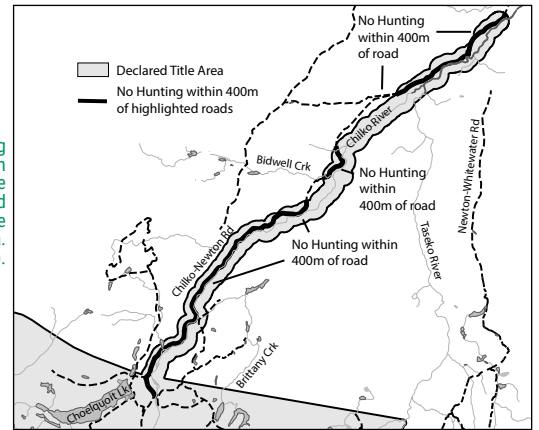 No Hunting
within 400m
of road
Declared Title Area
No Hunting within 400m
of highlighted roads
Chilko River
Bidwell Crk
No Hunting
within
400m of road
Newton-Whitewater Rd
Chilko-Newton Rd
No Hunting within
400m of road
Taseko River
Brittany Crk
Choelquoit Lk